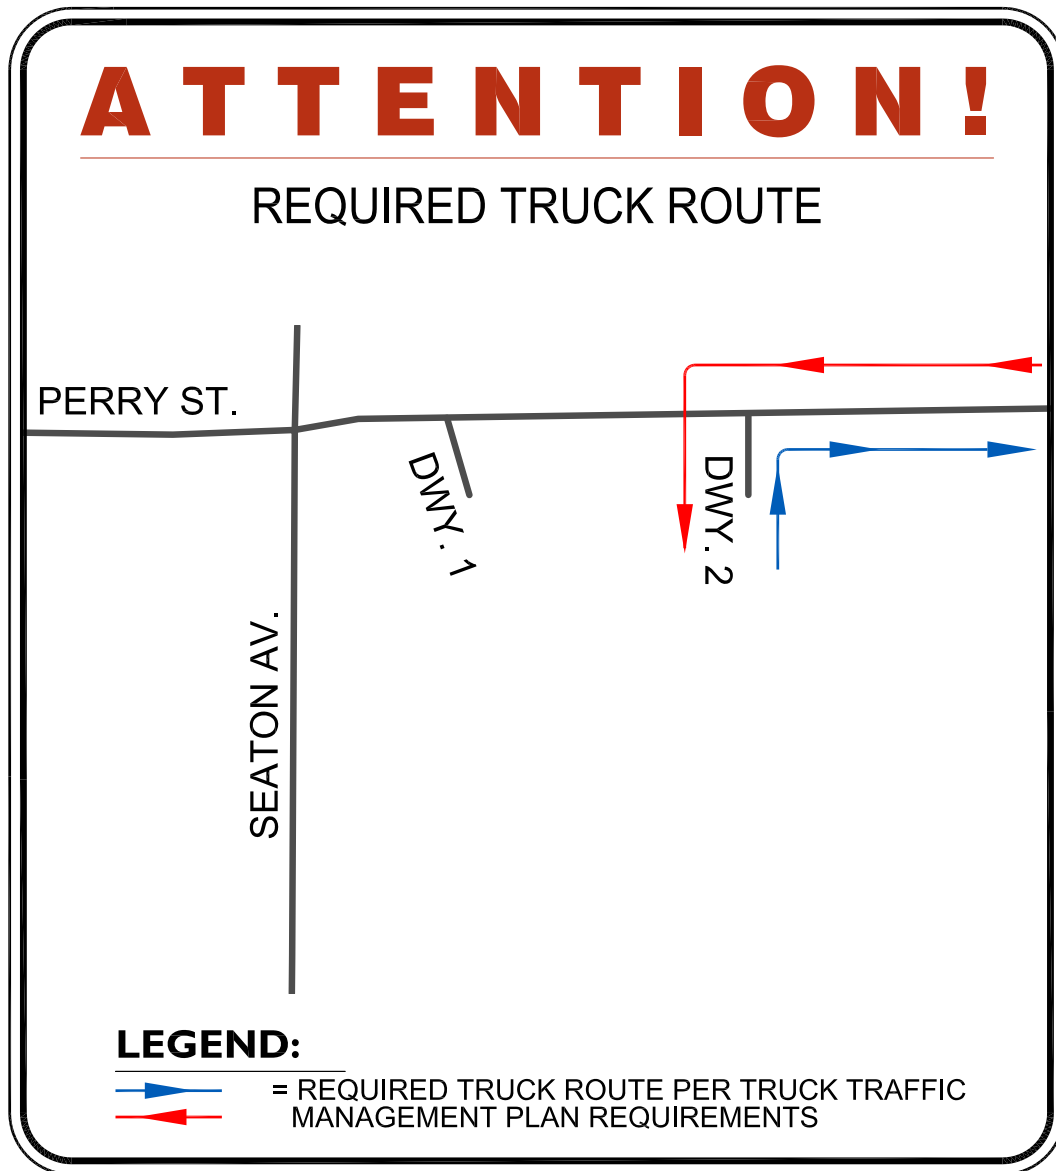 ATTENTION!
REQUIRED TRUCK ROUTE
PERRY ST.
DWY. 1
DWY. 2
SEATON AV.
LEGEND:
= REQUIRED TRUCK ROUTE PER TRUCK TRAFFIC
MANAGEMENT PLAN REQUIREMENTS